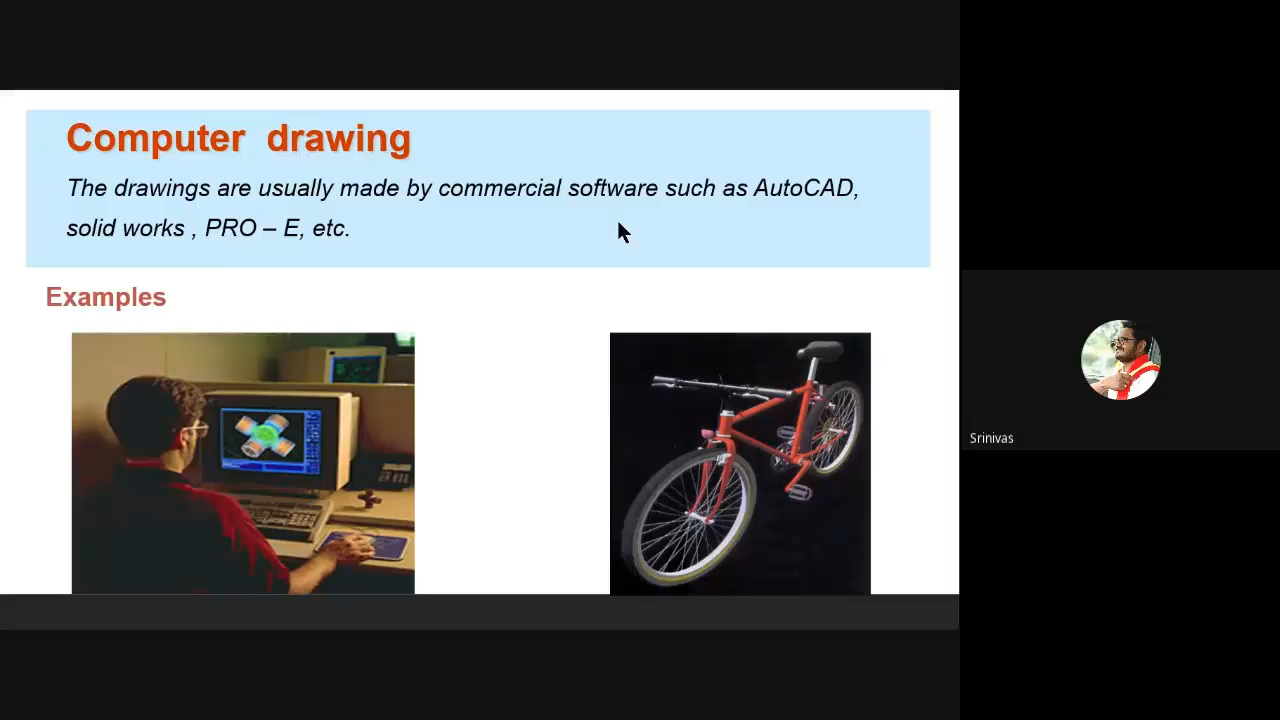 Computer drawing
The drawings are usually made by commercial software such as AutoCAD,
solid works , PRO – E, etc.
Examples
Srinivas